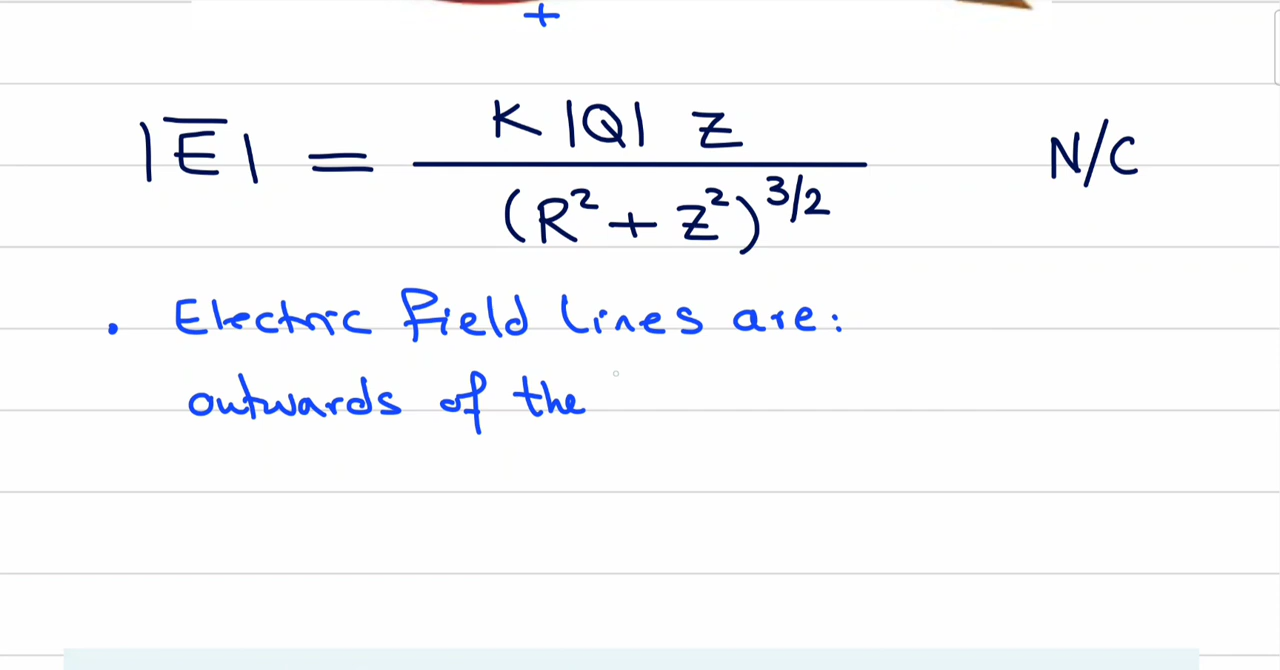 +
|E̅| = K |Q| Z / (R² + Z²)^3/2 N/C
. Electric field lines are:
outwards of the